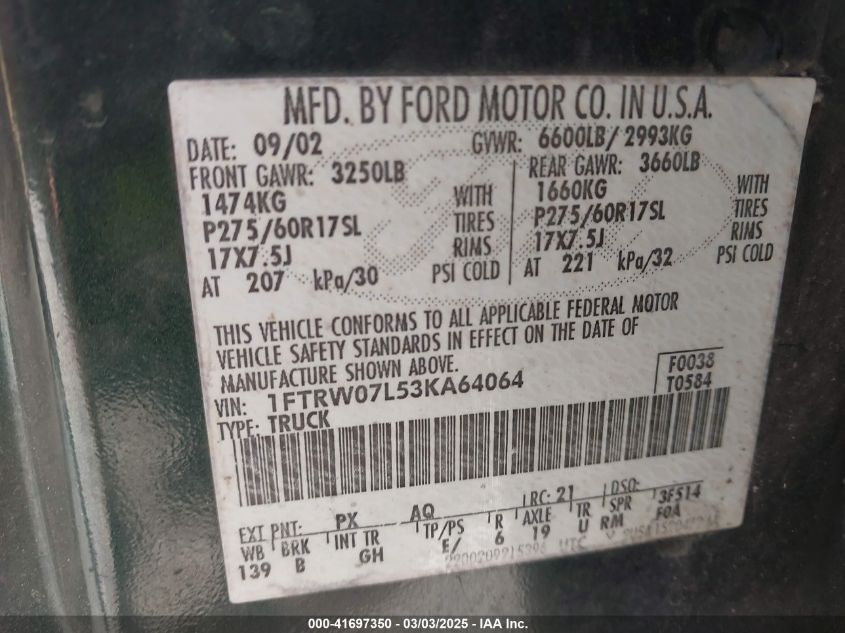 MFD. BY FORD MOTOR CO. IN U.S.A.
DATE: 09/02 GVWR: 6600LB/ 2993KG
FRONT GAWR: 3250LB REAR GAWR: 3660LB
1474KG WITH 1660KG WITH
P275/60R17SL TIRES P275/60R17SL TIRES
17X7.5J RIMS 17X7.5J RIMS
AT 207 kPa/30 PSI COLD AT 221 kPa/32 PSI COLD
THIS VEHICLE CONFORMS TO ALL APPLICABLE FEDERAL MOTOR
VEHICLE SAFETY STANDARDS IN EFFECT ON THE DATE OF
MANUFACTURE SHOWN ABOVE.
F0038
VIN: 1FTRW07L53KA64064
T0584
TYPE: TRUCK
EXT PNT: PX AQ RC: 21 DSO:
WB BRK INT TR TP/PS R AXLE TR SPR 3F514
139 B GH E/ 6 19 U RM F0A
UTC
000-41697350 - 03/03/2025 - IAA Inc.